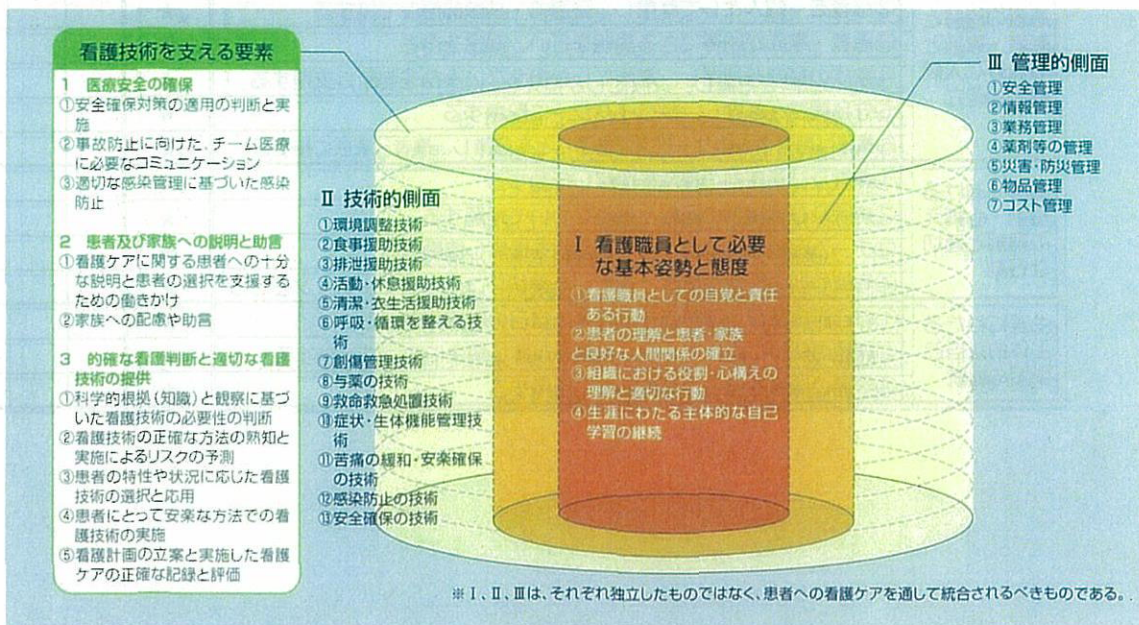 看護技術を支える要素
1 医療安全の確保
①安全確保対策の適用の判断と実
施
②事故防止に向けた、チーム医療
に必要なコミュニケーション
③適切な感染管理に基づいた感染
防止
2 患者及び家族への説明と助言
①看護ケアに関する患者への十分
な説明と患者の選択を支援する
ための働きかけ
②家族への配慮や助言
3 的確な看護判断と適切な看護
技術の提供
①科学的根拠(知識)と観察に基づ
いた看護技術の必要性の判断
②看護技術の正確な方法の熟知と
実施によるリスクの予測
③患者の特性や状況に応じた看護
技術の選択と応用
④患者にとって安楽な方法での看
護技術の実施
⑤看護計画の立案と実施した看護
ケアの正確な記録と評価
Ⅱ 技術的側面
①環境調整技術
②食事援助技術
③排泄援助技術
④活動・休息援助技術
⑤清潔・衣生活援助技術
⑥呼吸・循環を整える技
術
⑦創傷管理技術
⑧与薬の技術
⑨救命救急処置技術
⑩症状・生体機能管理技
術
⑪苦痛の緩和・安楽確保
の技術
⑫感染防止の技術
⑬安全確保の技術
Ⅰ 看護職員として必要
な基本姿勢と態度
①看護職員としての自覚と責任
ある行動
②患者の理解と患者・家族
と良好な人間関係の確立
③組織における役割・心構えの
理解と適切な行動
④生涯にわたる主体的な自己
学習の継続
Ⅲ 管理的側面
①安全管理
②情報管理
③業務管理
④薬剤等の管理
⑤災害・防災管理
⑥物品管理
⑦コスト管理
※Ⅰ、Ⅱ、Ⅲは、それぞれ独立したものではなく、患者への看護ケアを通して統合されるべきものである。